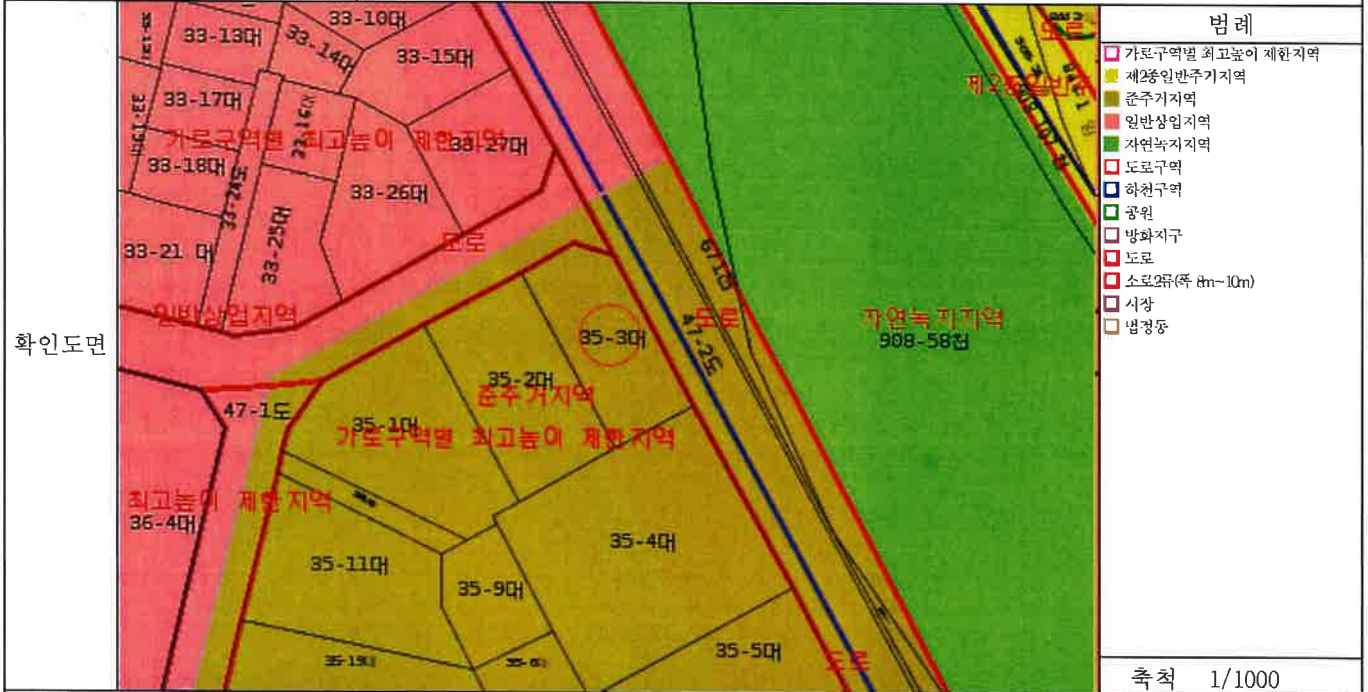 확인도면
33-10대
33-13대
33-14대
33-15대
33-17대
33-16대
가로구역별 최고높이 제한지역
33-27대
33-18대
33-24도
33-26대
33-25대
33-21 대
도로
일반상업지역
47-1도
35-3대
35-2대
준주거지역
35-1대
가로구역별 최고높이 제한지역
47-2도
도로
자연녹지지역
908-58천
최고높이 제한지역
36-4대
35-4대
35-11대
35-9대
35-5대
도로
도로
범례
가로구역별 최고높이 제한지역
제2종일반주거지역
준주거지역
일반상업지역
자연녹지지역
도로구역
하천구역
공원
방화지구
도로
소로2류(폭 8m~10m)
시장
법정동
축척 1/1000